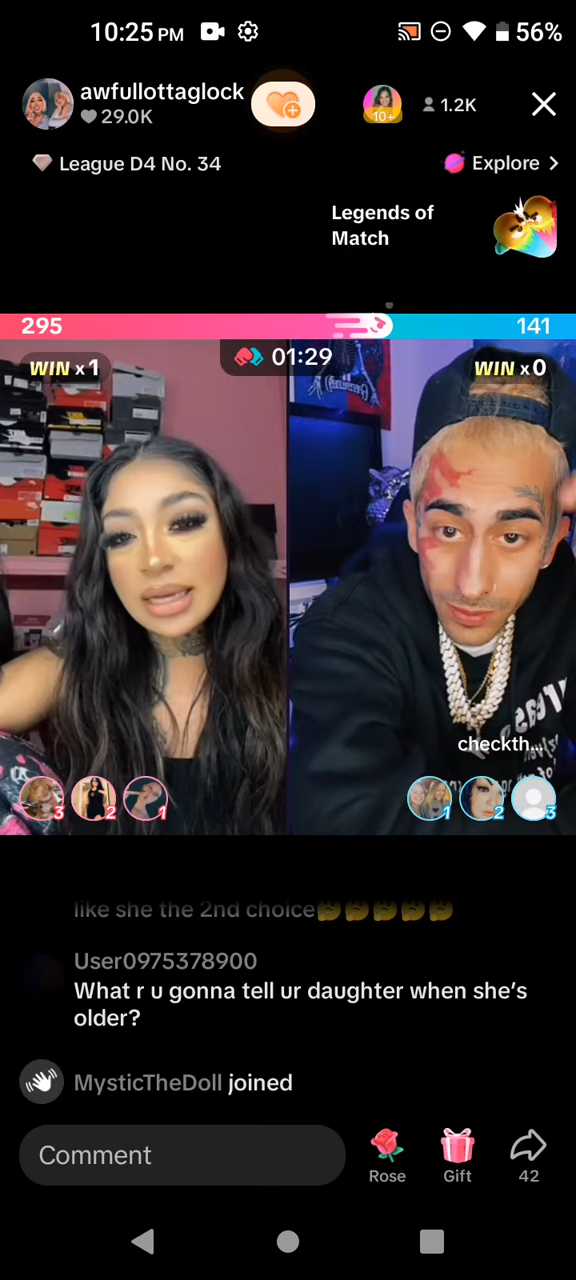 10:25 PM
56%
awfullottaglock
29.0K
10+
1.2K
League D4 No. 34
Explore >
Legends of
Match
295
141
WIN x 1
01:29
WIN x 0
checkth...
3
2
1
1
2
3
like she the 2nd choice🤔🤔🤔🤔🤔
User0975378900
What r u gonna tell ur daughter when she's
older?
MysticTheDoll joined
Comment
Rose
Gift
42